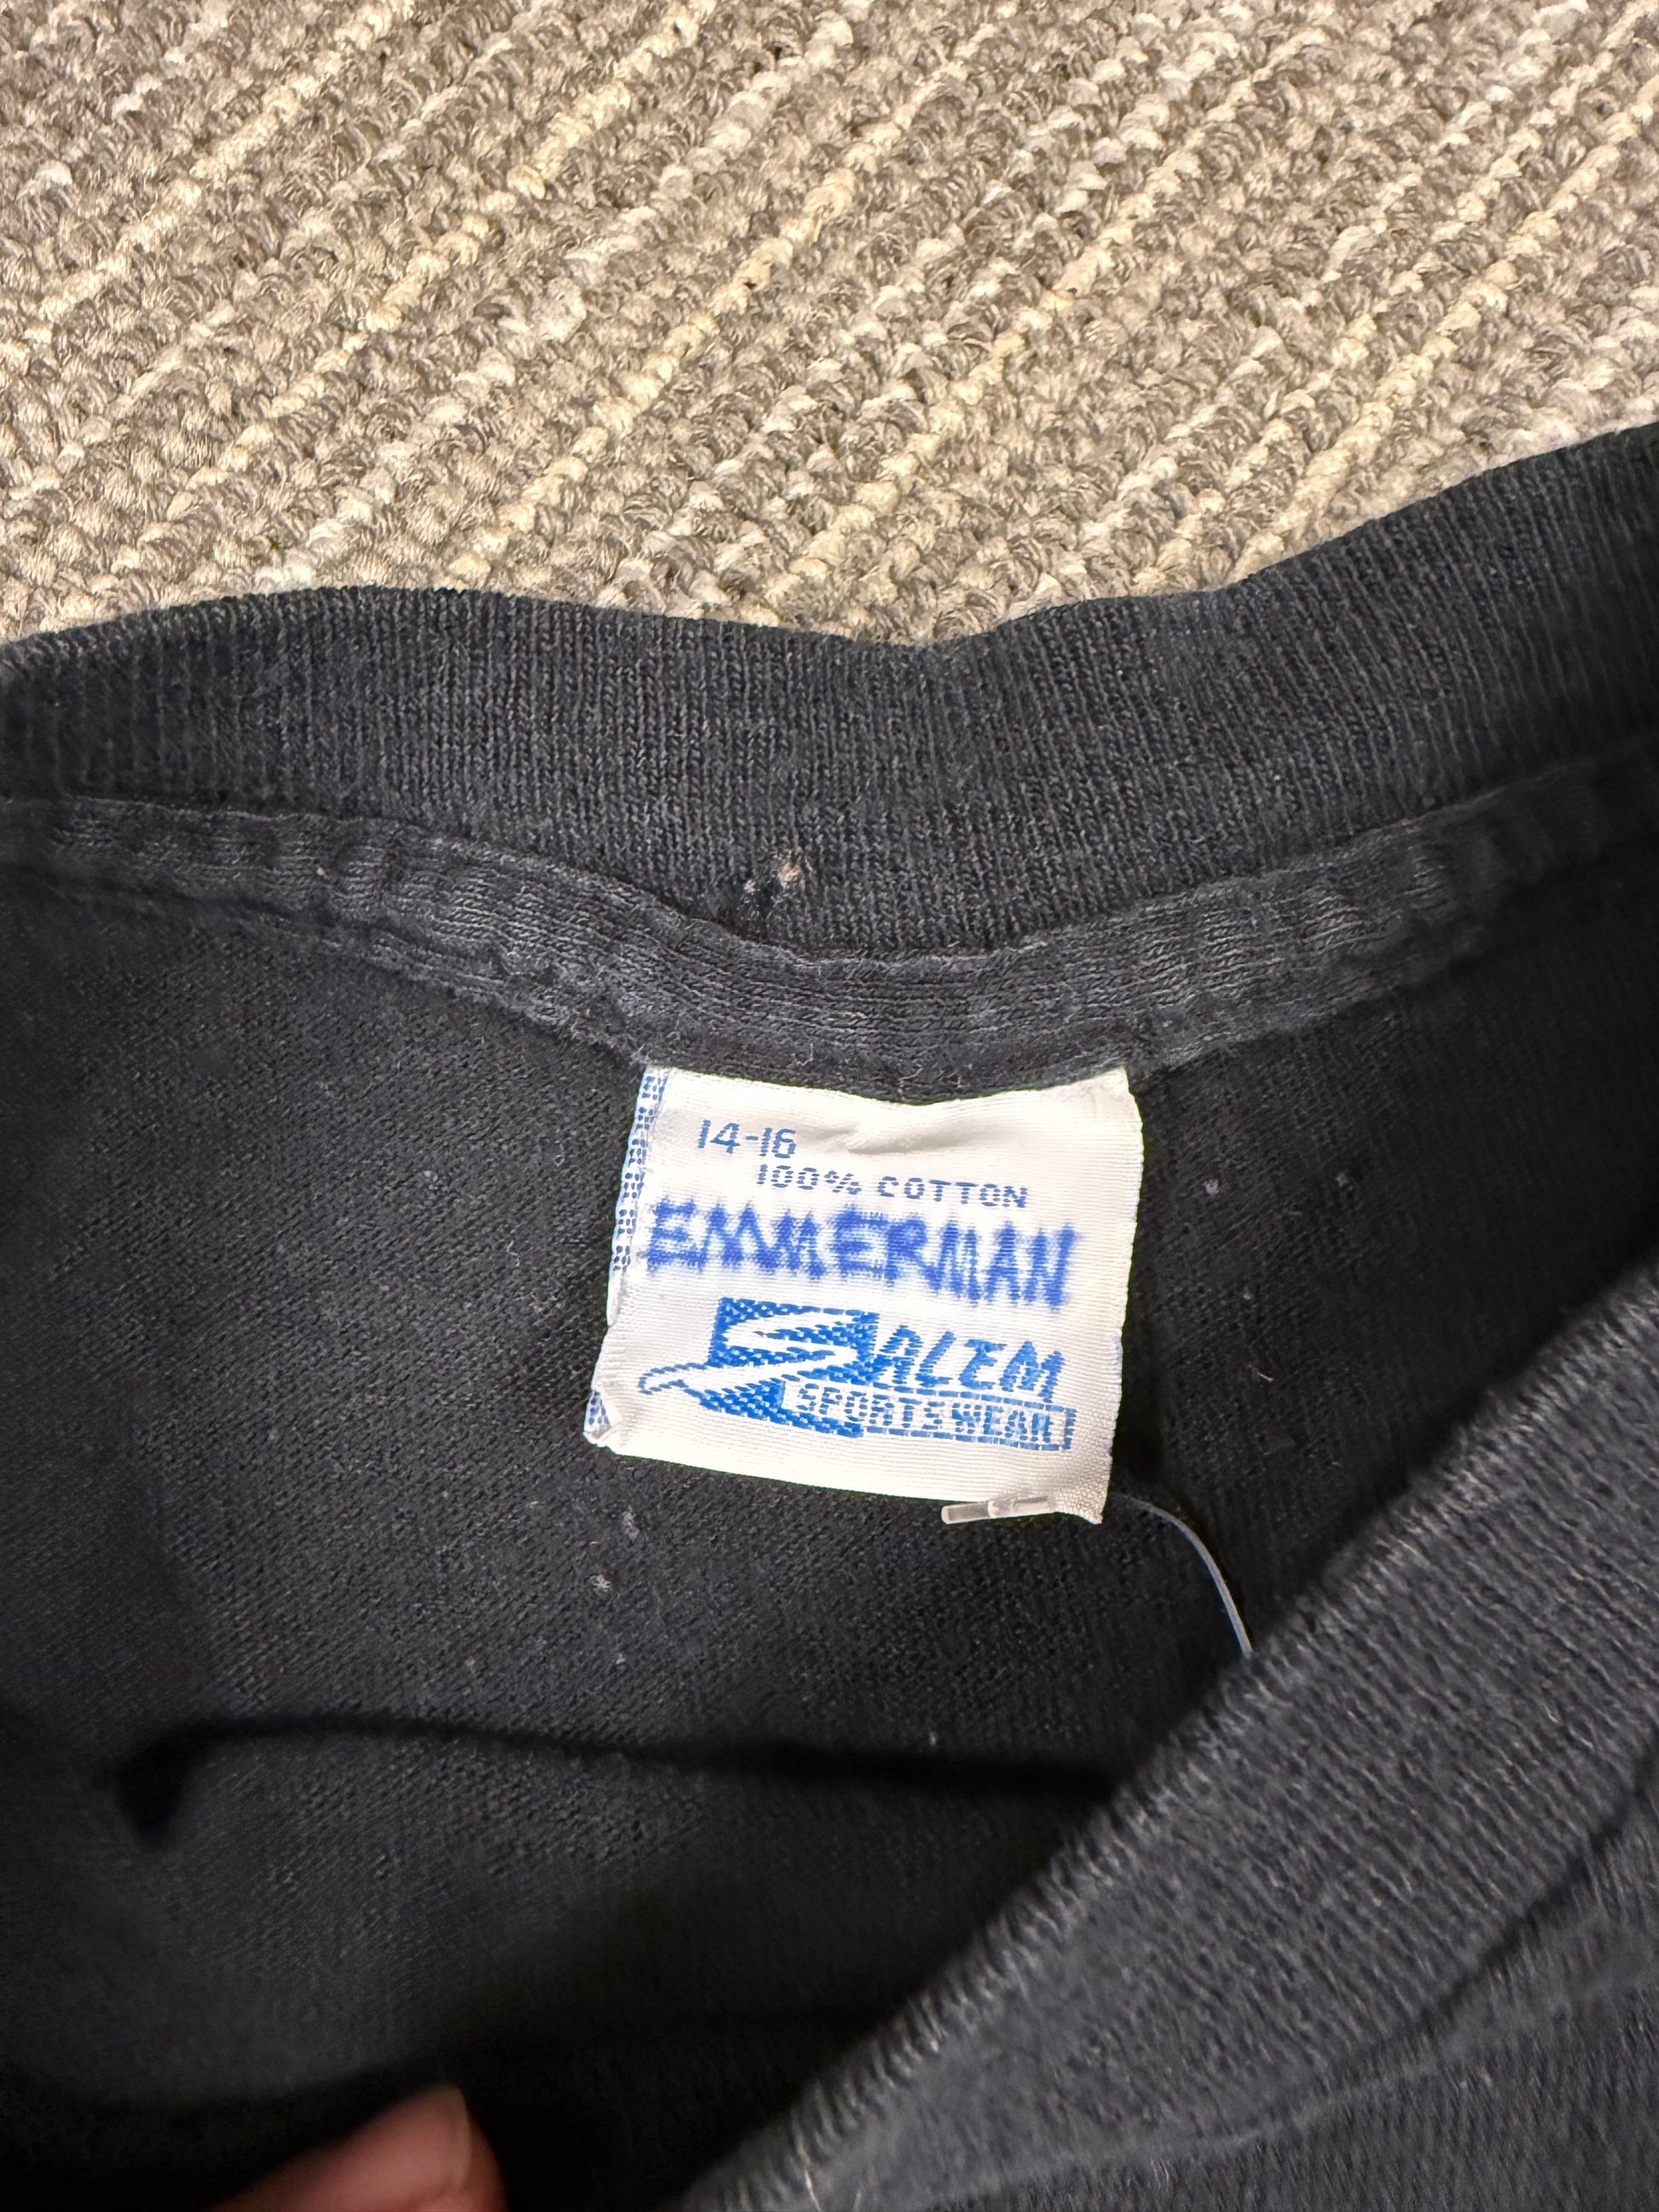 14-16
100% COTTON
EMMERMAN
SALEM
SPORTSWEAR